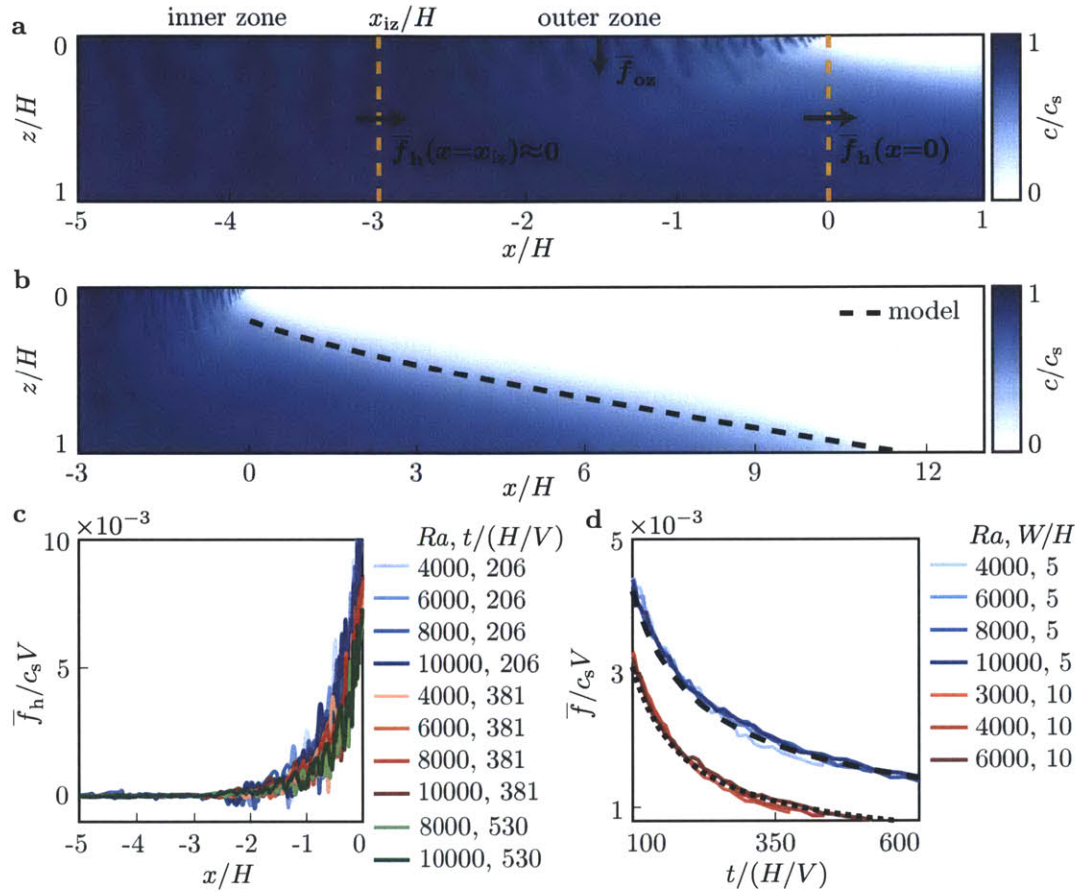 inner zone x_iz/H outer zone
a
0
z/H
1
f̄_oz
f̄_h(x=x_iz)≈0
f̄_h(x=0)
-5 -4 -3 -2 -1 0 1
x/H
1
c/c_s
0
b
0
z/H
1
model
-3 0 3 6 9 12
x/H
1
c/c_s
0
c
×10⁻³
10
f̄_h/c_sV
5
0
-5 -4 -3 -2 -1 0
x/H
Ra, t/(H/V)
4000, 206
6000, 206
8000, 206
10000, 206
4000, 381
6000, 381
8000, 381
10000, 381
8000, 530
10000, 530
d
×10⁻³
5
f̄/c_sV
3
1
100 350 600
t/(H/V)
Ra, W/H
4000, 5
6000, 5
8000, 5
10000, 5
3000, 10
4000, 10
6000, 10